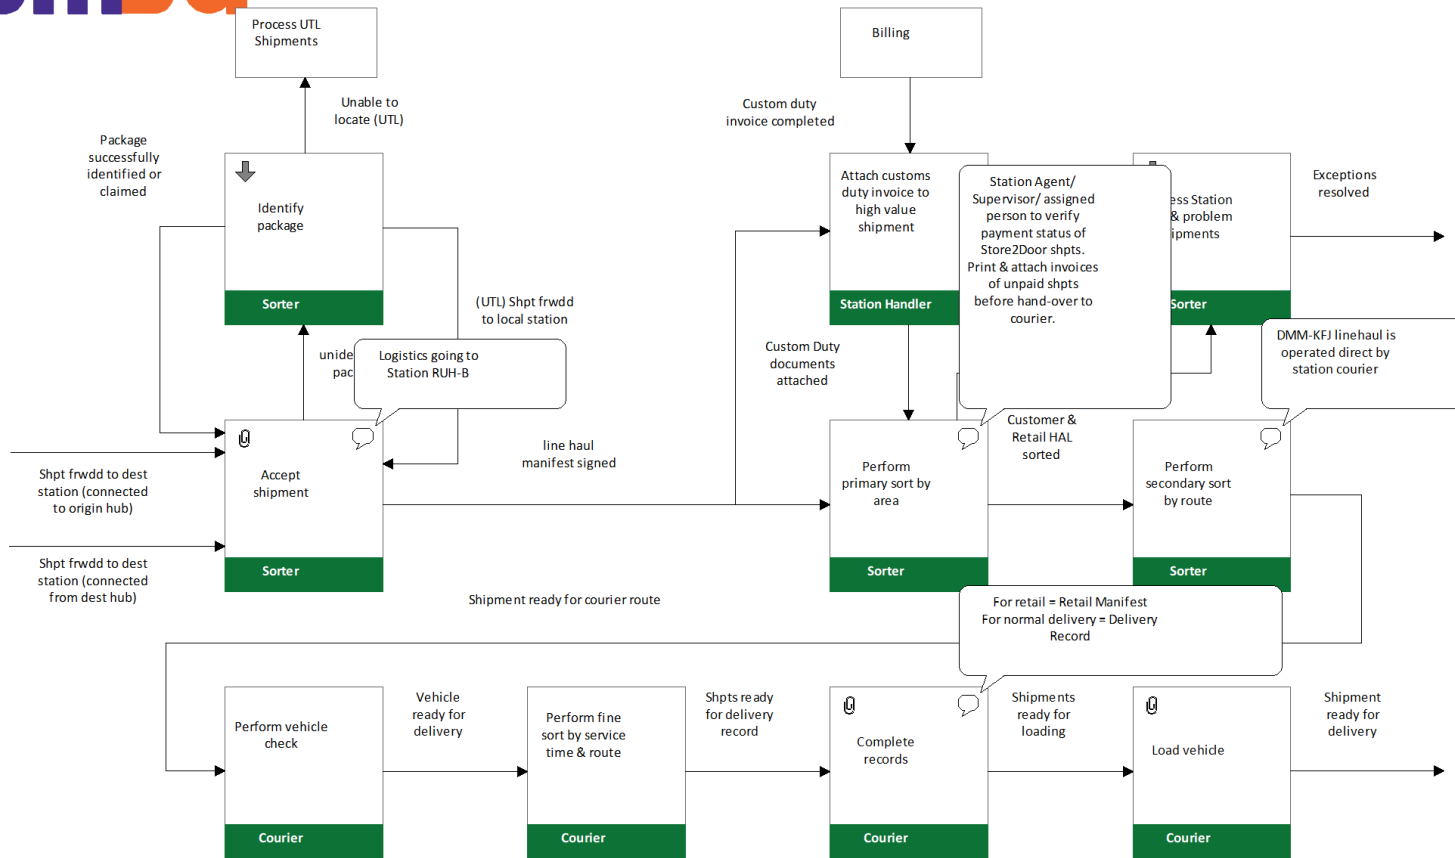 Process UTL
Shipments
Billing
Unable to
locate (UTL)
Custom duty
invoice completed
Package
successfully
identified or
claimed
Identify
package
Sorter
Attach customs
duty invoice to
high value
shipment
Station Handler
Station Agent/
Supervisor/ assigned
person to verify
payment status of
Store2Door shpts.
Print & attach invoices
of unpaid shpts
before hand-over to
courier.
Station
& problem
Sorter
Exceptions
resolved
(UTL) Shpt frwdd
to local station
Logistics going to
Station RUH-B
Custom Duty
documents
attached
DMM-KFJ linehaul is
operated direct by
station courier
Customer &
Retail HAL
sorted
line haul
manifest signed
Shpt frwdd to dest
station (connected
to origin hub)
Accept
shipment
Sorter
Perform
primary sort by
area
Sorter
Perform
secondary sort
by route
Sorter
Shpt frwdd to dest
station (connected
from dest hub)
Shipment ready for courier route
For retail = Retail Manifest
For normal delivery = Delivery
Record
Perform vehicle
check
Courier
Vehicle
ready for
delivery
Perform fine
sort by service
time & route
Courier
Shpts ready
for delivery
record
Complete
records
Courier
Shipments
ready for
loading
Load vehicle
Courier
Shipment
ready for
delivery